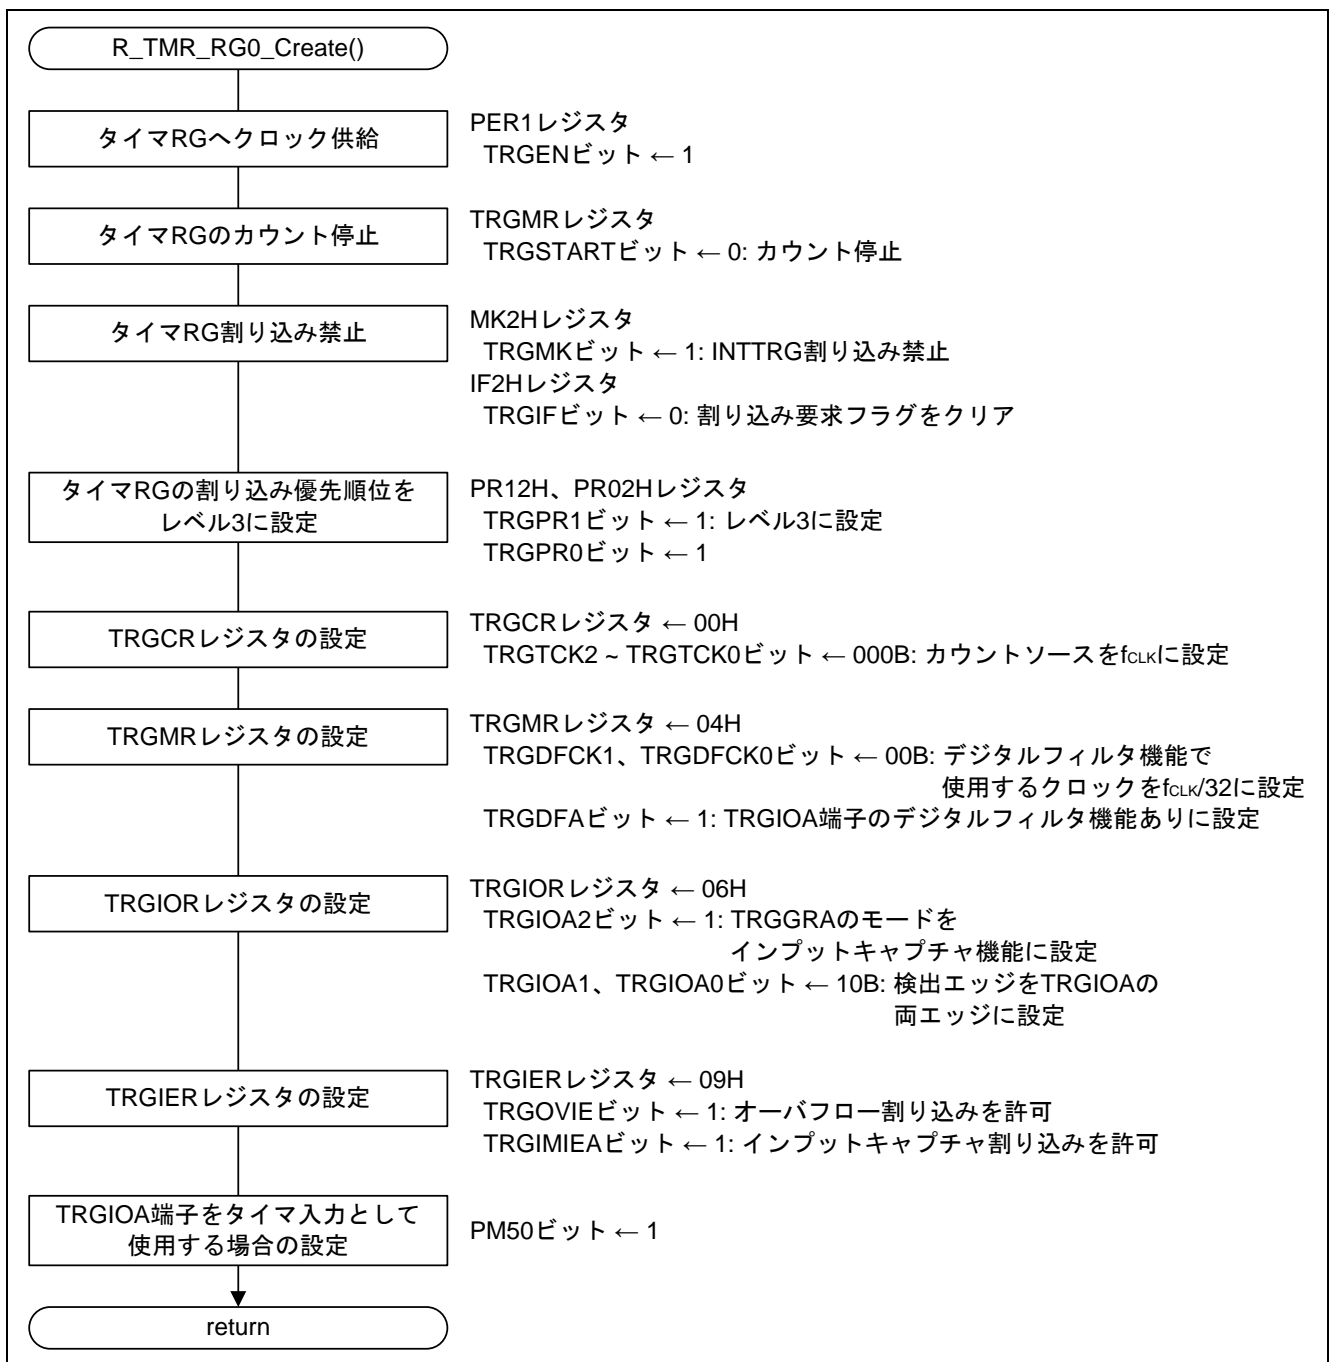 R_TMR_RG0_Create()
タイマRGへクロック供給
PER1レジスタ
TRGENビット ← 1
タイマRGのカウント停止
TRGMRレジスタ
TRGSTARTビット ← 0: カウント停止
タイマRG割り込み禁止
MK2Hレジスタ
TRGMKビット ← 1: INTTRG割り込み禁止
IF2Hレジスタ
TRGIFビット ← 0: 割り込み要求フラグをクリア
タイマRGの割り込み優先順位を
レベル3に設定
PR12H、PR02Hレジスタ
TRGPR1ビット ← 1: レベル3に設定
TRGPR0ビット ← 1
TRGCRレジスタの設定
TRGCRレジスタ ← 00H
TRGTCK2 ~ TRGTCK0ビット ← 000B: カウントソースをfCLKに設定
TRGMRレジスタの設定
TRGMRレジスタ ← 04H
TRGDFCK1、TRGDFCK0ビット ← 00B: デジタルフィルタ機能で
使用するクロックをfCLK/32に設定
TRGDFAビット ← 1: TRGIOA端子のデジタルフィルタ機能ありに設定
TRGIORレジスタの設定
TRGIORレジスタ ← 06H
TRGIOA2ビット ← 1: TRGGRAのモードを
インプットキャプチャ機能に設定
TRGIOA1、TRGIOA0ビット ← 10B: 検出エッジをTRGIOAの
両エッジに設定
TRGIERレジスタの設定
TRGIERレジスタ ← 09H
TRGOVIEビット ← 1: オーバフロー割り込みを許可
TRGIMIEAビット ← 1: インプットキャプチャ割り込みを許可
TRGIOA端子をタイマ入力として
使用する場合の設定
PM50ビット ← 1
return